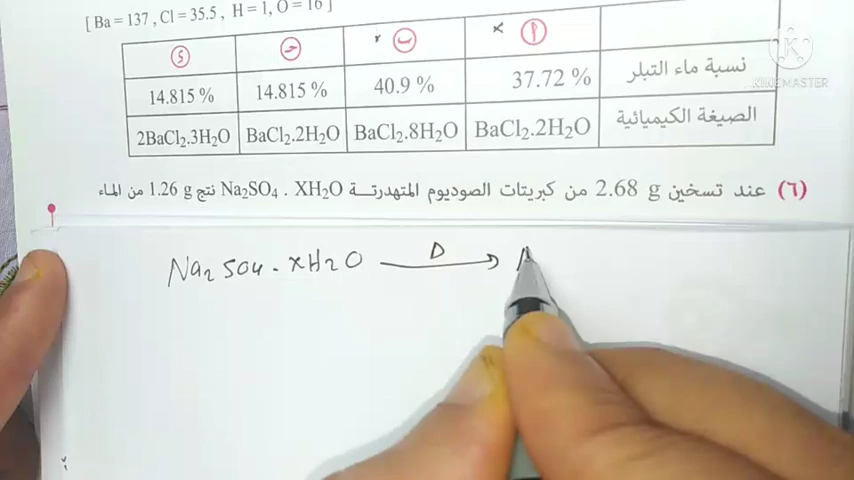 [ Ba = 137 , Cl = 35.5 , H = 1, O = 16 ]
أ ب حـ د
نسبة ماء التبلر 37.72 % 40.9 % 14.815 % 14.815 %
الصيغة الكيميائية BaCl2.2H2O BaCl2.8H2O BaCl2.2H2O 2BaCl2.3H2O
(٦) عند تسخين 2.68 g من كبريتات الصوديوم المتهدرتة Na2SO4 . XH2O نتج 1.26 g من الماء
Na2SO4 . xH2O Δ
KINEMASTER